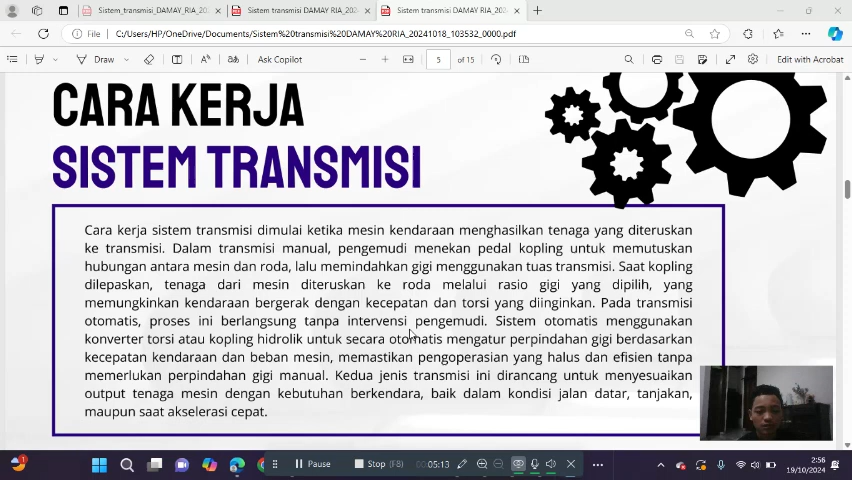 Sistem_transmisi_DAMAY_RIA_20
Sistem transmisi DAMAY RIA_2024
Sistem transmisi DAMAY RIA_2024
File
C:/Users/HP/OneDrive/Documents/Sistem%20transmisi%20DAMAY%20RIA_20241018_103532_0000.pdf
Draw
Ask Copilot
5 of 15
Edit with Acrobat
CARA KERJA
SISTEM TRANSMISI
Cara kerja sistem transmisi dimulai ketika mesin kendaraan menghasilkan tenaga yang diteruskan
ke transmisi. Dalam transmisi manual, pengemudi menekan pedal kopling untuk memutuskan
hubungan antara mesin dan roda, lalu memindahkan gigi menggunakan tuas transmisi. Saat kopling
dilepaskan, tenaga dari mesin diteruskan ke roda melalui rasio gigi yang dipilih, yang
memungkinkan kendaraan bergerak dengan kecepatan dan torsi yang diinginkan. Pada transmisi
otomatis, proses ini berlangsung tanpa intervensi pengemudi. Sistem otomatis menggunakan
konverter torsi atau kopling hidrolik untuk secara otomatis mengatur perpindahan gigi berdasarkan
kecepatan kendaraan dan beban mesin, memastikan pengoperasian yang halus dan efisien tanpa
memerlukan perpindahan gigi manual. Kedua jenis transmisi ini dirancang untuk menyesuaikan
output tenaga mesin dengan kebutuhan berkendara, baik dalam kondisi jalan datar, tanjakan,
maupun saat akselerasi cepat.
Pause
Stop (F8)
00:05:13
2:56
19/10/2024